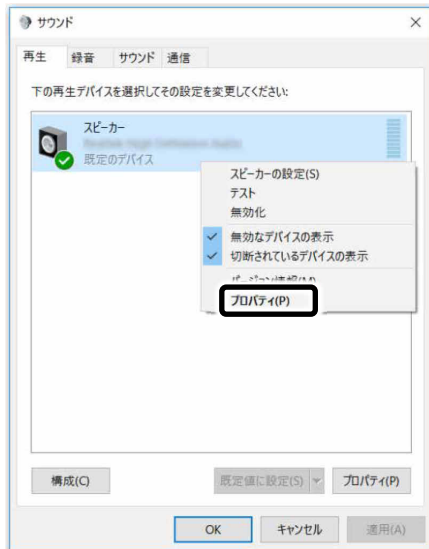 サウンド
再生 録音 サウンド 通信
下の再生デバイスを選択してその設定を変更してください:
スピーカー
既定のデバイス
スピーカーの設定(S)
テスト
無効化
無効なデバイスの表示
切断されているデバイスの表示
プロパティ(P)
構成(C) 既定値に設定(S) プロパティ(P)
OK キャンセル 適用(A)